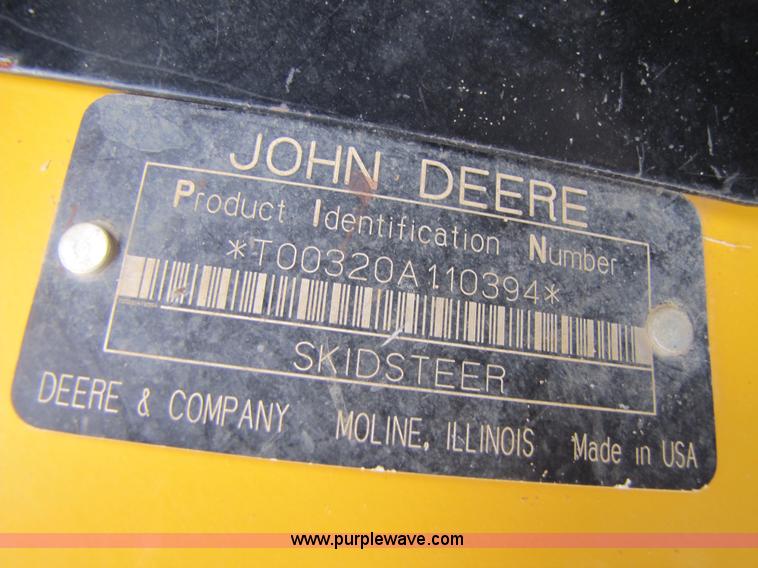 JOHN DEERE
Product Identification Number
*T00320A110394*
SKIDSTEER
DEERE & COMPANY MOLINE, ILLINOIS Made in USA
www.purplewave.com